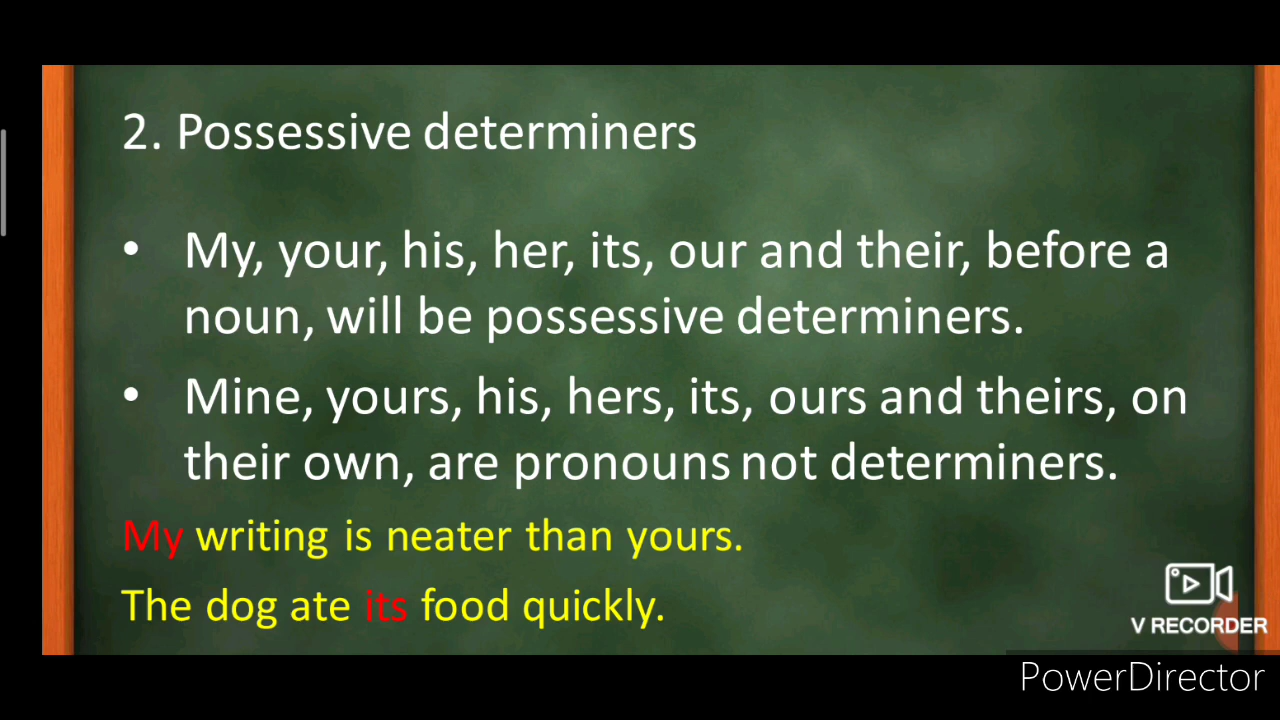 2. Possessive determiners
• My, your, his, her, its, our and their, before a
noun, will be possessive determiners.
• Mine, yours, his, hers, its, ours and theirs, on
their own, are pronouns not determiners.
My writing is neater than yours.
The dog ate its food quickly.
V RECORDER
PowerDirector